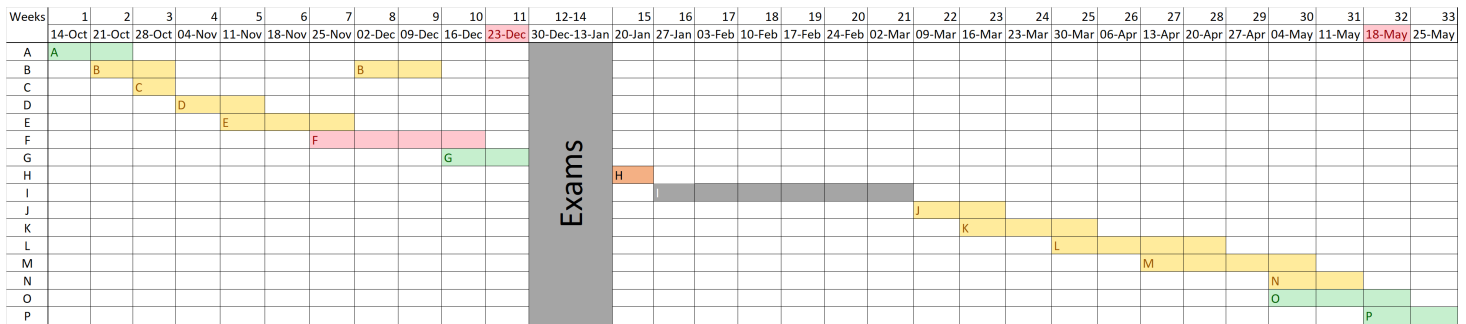 Weeks 1 2 3 4 5 6 7 8 9 10 11 12-14 15 16 17 18 19 20 21 22 23 24 25 26 27 28 29 30 31 32 33
14-Oct 21-Oct 28-Oct 04-Nov 11-Nov 18-Nov 25-Nov 02-Dec 09-Dec 16-Dec 23-Dec 30-Dec-13-Jan 20-Jan 27-Jan 03-Feb 10-Feb 17-Feb 24-Feb 02-Mar 09-Mar 16-Mar 23-Mar 30-Mar 06-Apr 13-Apr 20-Apr 27-Apr 04-May 11-May 18-May 25-May
A A
B B B
C C
D D
E E
F F
G G
Exams
H H
I I
J J
K K
L L
M M
N N
O O
P P